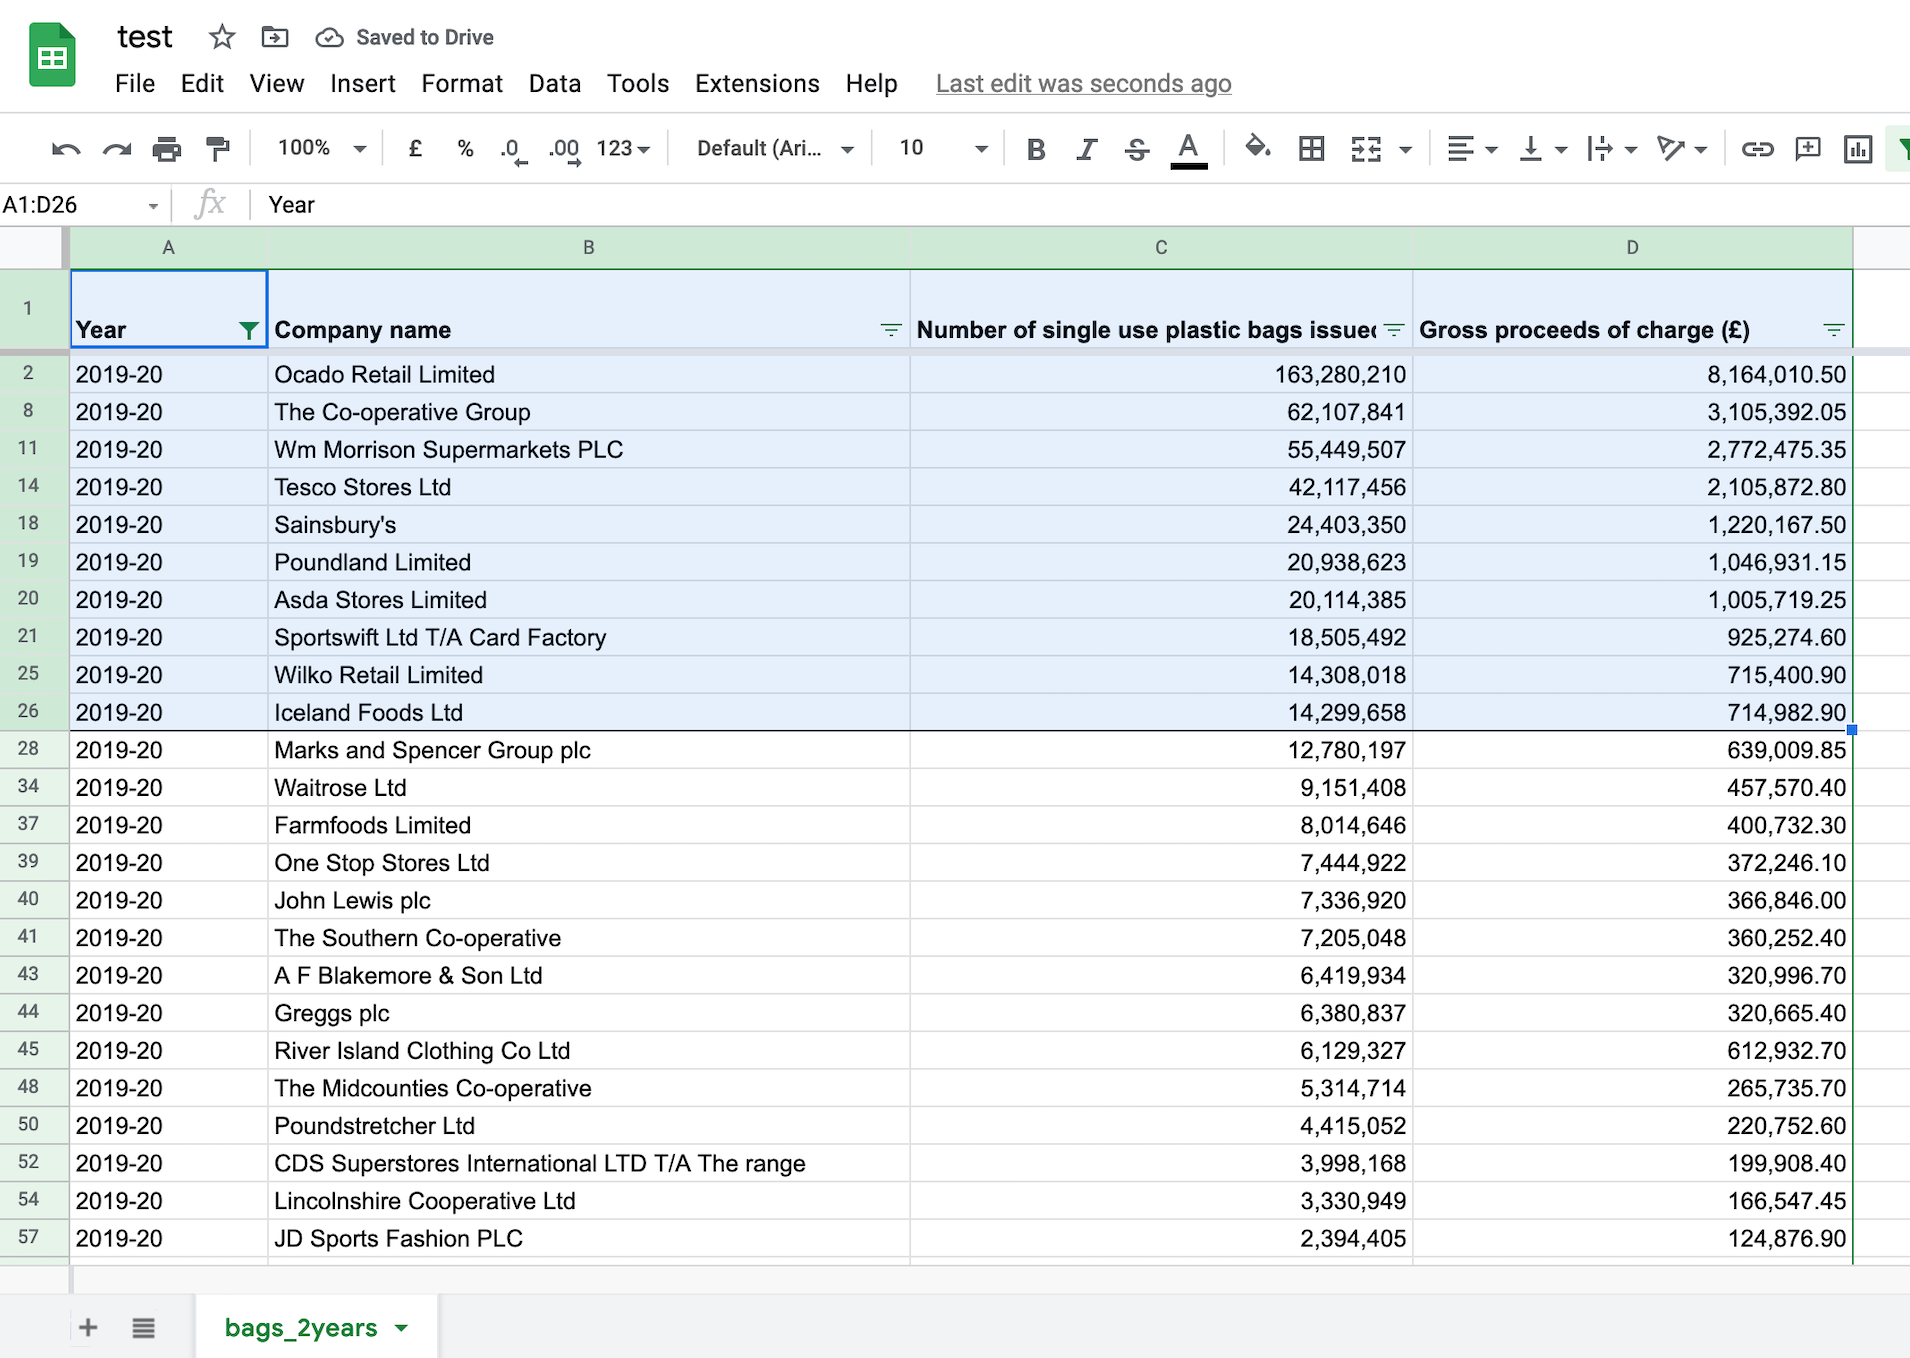 test Saved to Drive
File Edit View Insert Format Data Tools Extensions Help Last edit was seconds ago
100% £ % .0 .00 123 Default (Ari... 10 B I S A
A1:D26 fx Year
A B C D
1 Year Company name Number of single use plastic bags issued Gross proceeds of charge (£)
2 2019-20 Ocado Retail Limited 163,280,210 8,164,010.50
8 2019-20 The Co-operative Group 62,107,841 3,105,392.05
11 2019-20 Wm Morrison Supermarkets PLC 55,449,507 2,772,475.35
14 2019-20 Tesco Stores Ltd 42,117,456 2,105,872.80
18 2019-20 Sainsbury's 24,403,350 1,220,167.50
19 2019-20 Poundland Limited 20,938,623 1,046,931.15
20 2019-20 Asda Stores Limited 20,114,385 1,005,719.25
21 2019-20 Sportswift Ltd T/A Card Factory 18,505,492 925,274.60
25 2019-20 Wilko Retail Limited 14,308,018 715,400.90
26 2019-20 Iceland Foods Ltd 14,299,658 714,982.90
28 2019-20 Marks and Spencer Group plc 12,780,197 639,009.85
34 2019-20 Waitrose Ltd 9,151,408 457,570.40
37 2019-20 Farmfoods Limited 8,014,646 400,732.30
39 2019-20 One Stop Stores Ltd 7,444,922 372,246.10
40 2019-20 John Lewis plc 7,336,920 366,846.00
41 2019-20 The Southern Co-operative 7,205,048 360,252.40
43 2019-20 A F Blakemore & Son Ltd 6,419,934 320,996.70
44 2019-20 Greggs plc 6,380,837 320,665.40
45 2019-20 River Island Clothing Co Ltd 6,129,327 612,932.70
48 2019-20 The Midcounties Co-operative 5,314,714 265,735.70
50 2019-20 Poundstretcher Ltd 4,415,052 220,752.60
52 2019-20 CDS Superstores International LTD T/A The range 3,998,168 199,908.40
54 2019-20 Lincolnshire Cooperative Ltd 3,330,949 166,547.45
57 2019-20 JD Sports Fashion PLC 2,394,405 124,876.90
bags_2years